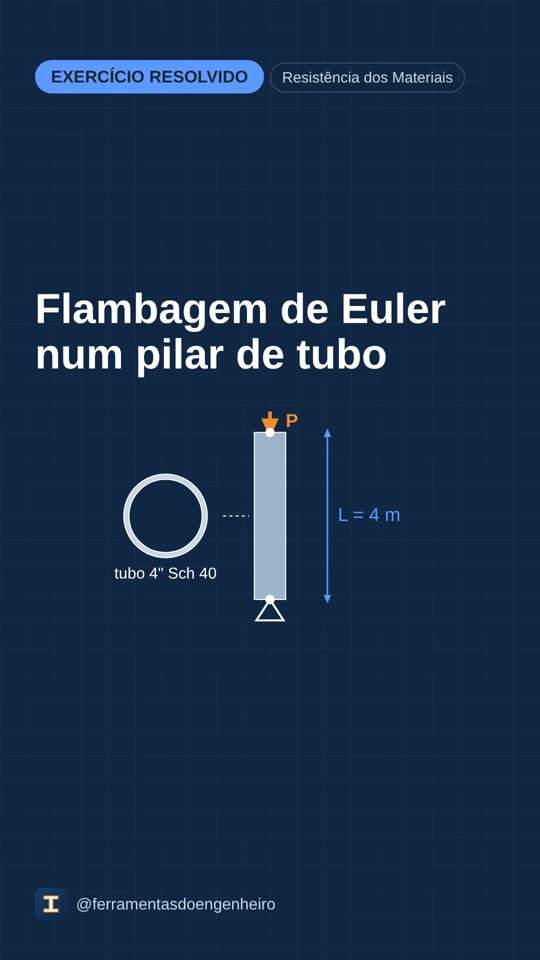 EXERCÍCIO RESOLVIDO
Resistência dos Materiais
Flambagem de Euler
num pilar de tubo
P
L = 4 m
tubo 4" Sch 40
@ferramentasdoengenheiro